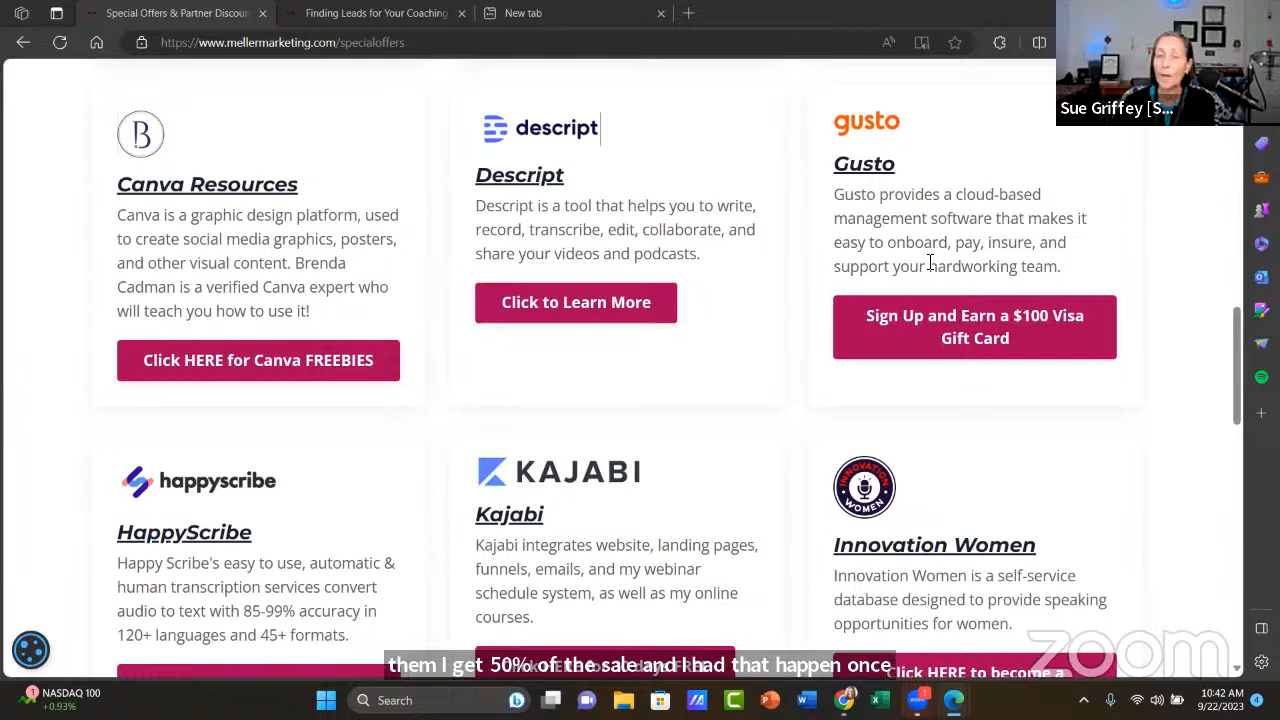 Special Offers & Partner Discoun
Finding Leads for Your Coaching
New tab
https://www.mellermarketing.com/specialoffers
Sue Griffey [S...
B
Canva Resources
Canva is a graphic design platform, used
to create social media graphics, posters,
and other visual content. Brenda
Cadman is a verified Canva expert who
will teach you how to use it!
Click HERE for Canva FREEBIES
descript
Descript
Descript is a tool that helps you to write,
record, transcribe, edit, collaborate, and
share your videos and podcasts.
Click to Learn More
gusto
Gusto
Gusto provides a cloud-based
management software that makes it
easy to onboard, pay, insure, and
support your hardworking team.
Sign Up and Earn a $100 Visa
Gift Card
happyscribe
HappyScribe
Happy Scribe's easy to use, automatic &
human transcription services convert
audio to text with 85-99% accuracy in
120+ languages and 45+ formats.
KAJABI
Kajabi
Kajabi integrates website, landing pages,
funnels, emails, and my webinar
schedule system, as well as my online
courses.
INNOVATION
WOMEN
Innovation Women
Innovation Women is a self-service
database designed to provide speaking
opportunities for women.
Click HERE to become a
zoom
them I get 50% of the sale and I had that happen once
NASDAQ 100
+0.93%
Search
10:42 AM
9/22/2023